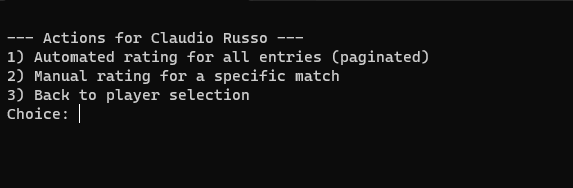 --- Actions for Claudio Russo ---
1) Automated rating for all entries (paginated)
2) Manual rating for a specific match
3) Back to player selection
Choice: